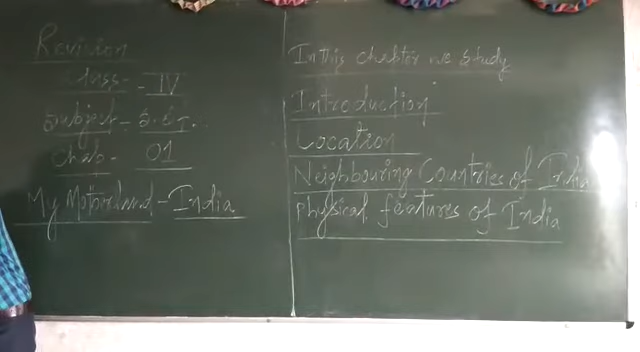 Revision
Class - IV
Subject - S.St.
Chap - 01
My Motherland - India
In this chapter we study
Introduction
Location
Neighbouring Countries of India
Physical features of India